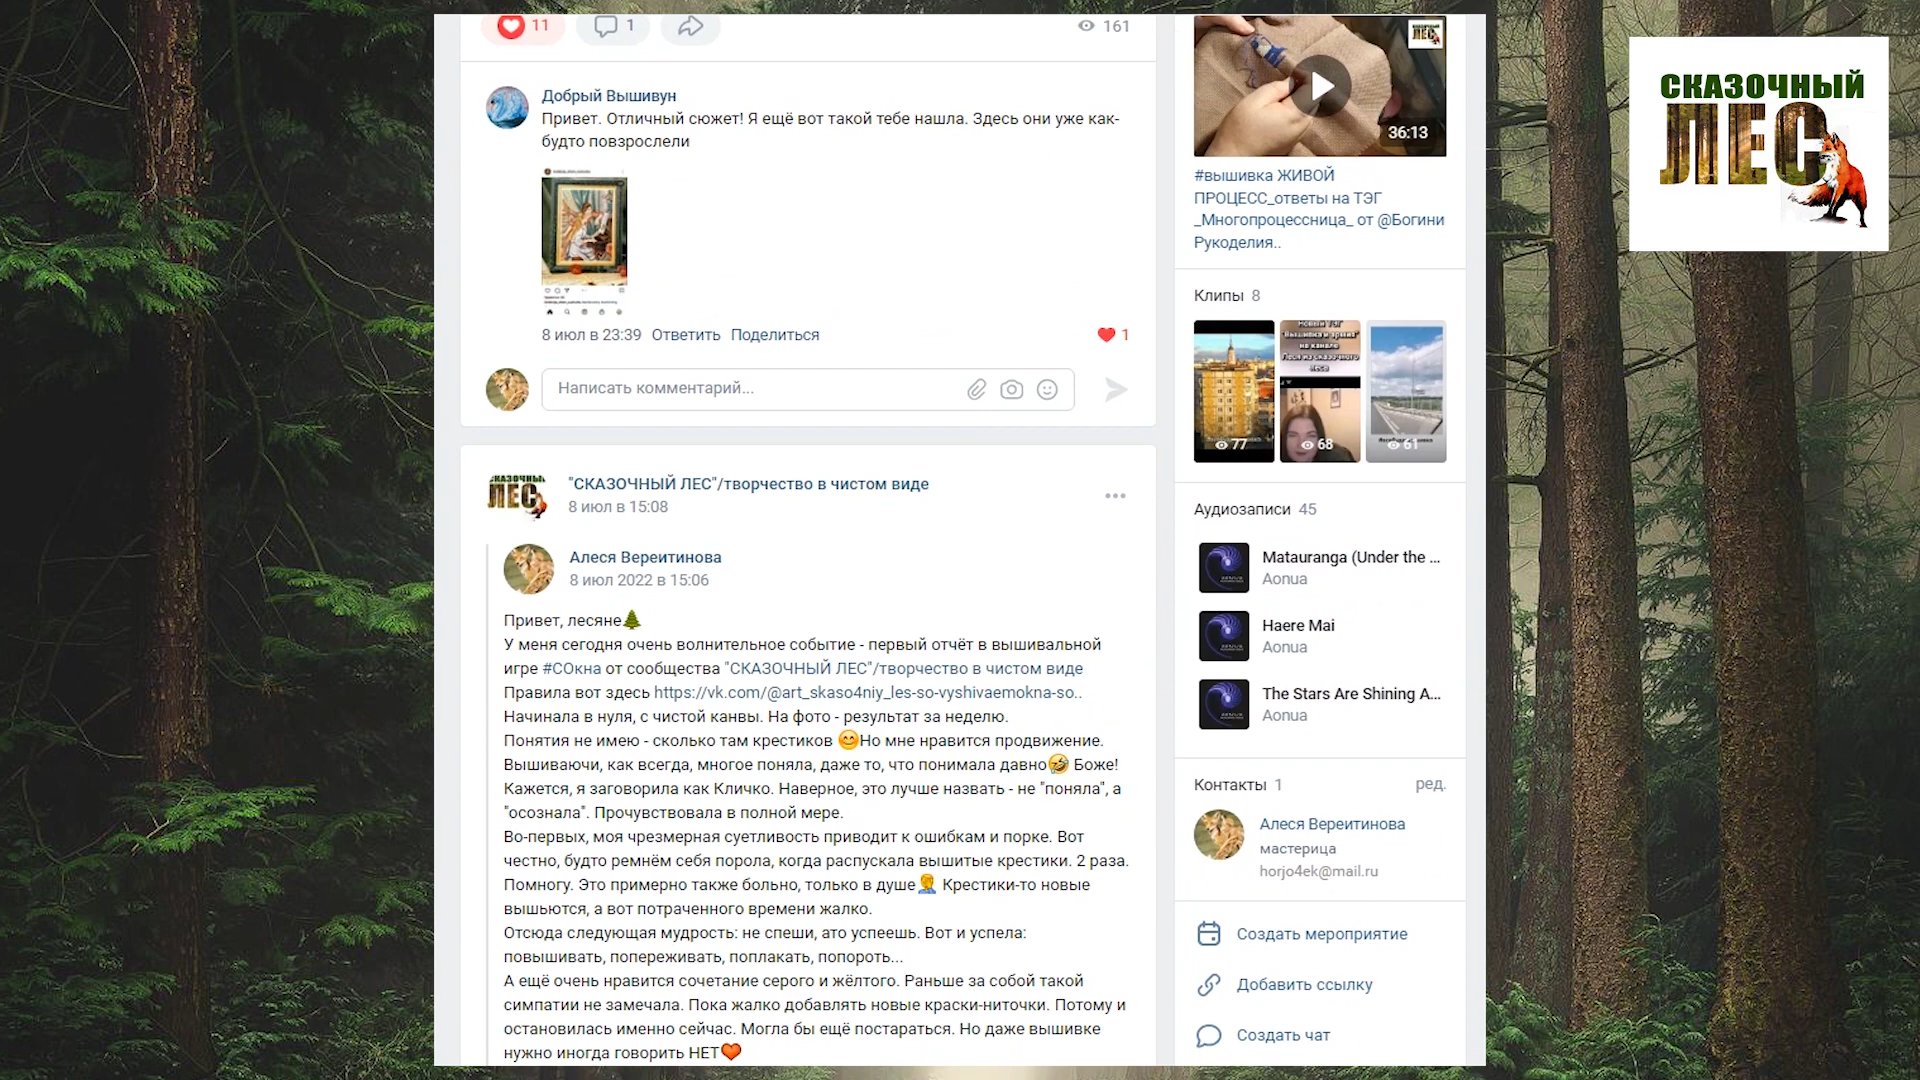 11
1
161
Добрый Вышивун
Привет. Отличный сюжет! Я ещё вот такой тебе нашла. Здесь они уже как-
будто повзрослели
8 июл в 23:39 Ответить Поделиться
1
Написать комментарий...
"СКАЗОЧНЫЙ ЛЕС"/творчество в чистом виде
8 июл в 15:08
Алеся Вереитинова
8 июл 2022 в 15:06
Привет, лесяне🌲
У меня сегодня очень волнительное событие - первый отчёт в вышивальной
игре #СОкна от сообщества "СКАЗОЧНЫЙ ЛЕС"/творчество в чистом виде
Правила вот здесь https://vk.com/@art_skaso4niy_les-so-vyshivaemokna-so..
Начинала в нуля, с чистой канвы. На фото - результат за неделю.
Понятия не имею - сколько там крестиков 😊Но мне нравится продвижение.
Вышиваючи, как всегда, многое поняла, даже то, что понимала давно🤣 Боже!
Кажется, я заговорила как Кличко. Наверное, это лучше назвать - не "поняла", а
"осознала". Прочувствовала в полной мере.
Во-первых, моя чрезмерная суетливость приводит к ошибкам и порке. Вот
честно, будто ремнём себя порола, когда распускала вышитые крестики. 2 раза.
Помногу. Это примерно также больно, только в душе🤦 Крестики-то новые
вышьются, а вот потраченного времени жалко.
Отсюда следующая мудрость: не спеши, ато успеешь. Вот и успела:
повышивать, попереживать, поплакать, попороть...
А ещё очень нравится сочетание серого и жёлтого. Раньше за собой такой
симпатии не замечала. Пока жалко добавлять новые краски-ниточки. Потому и
остановилась именно сейчас. Могла бы ещё постараться. Но даже вышивке
нужно иногда говорить НЕТ❤
36:13
#вышивка ЖИВОЙ
ПРОЦЕСС_ответы на ТЭГ
_Многопроцессница_ от @Богини
Рукоделия..
Клипы 8
Новый ТЭГ
"Вышивка и армия"
на канале
Леся из сказочного
леса
77
68
61
Аудиозаписи 45
Matauranga (Under the ...
Aonua
Haere Mai
Aonua
The Stars Are Shining A...
Aonua
Контакты 1
ред.
Алеся Вереитинова
мастерица
horjo4ek@mail.ru
Создать мероприятие
Добавить ссылку
Создать чат
СКАЗОЧНЫЙ
ЛЕС